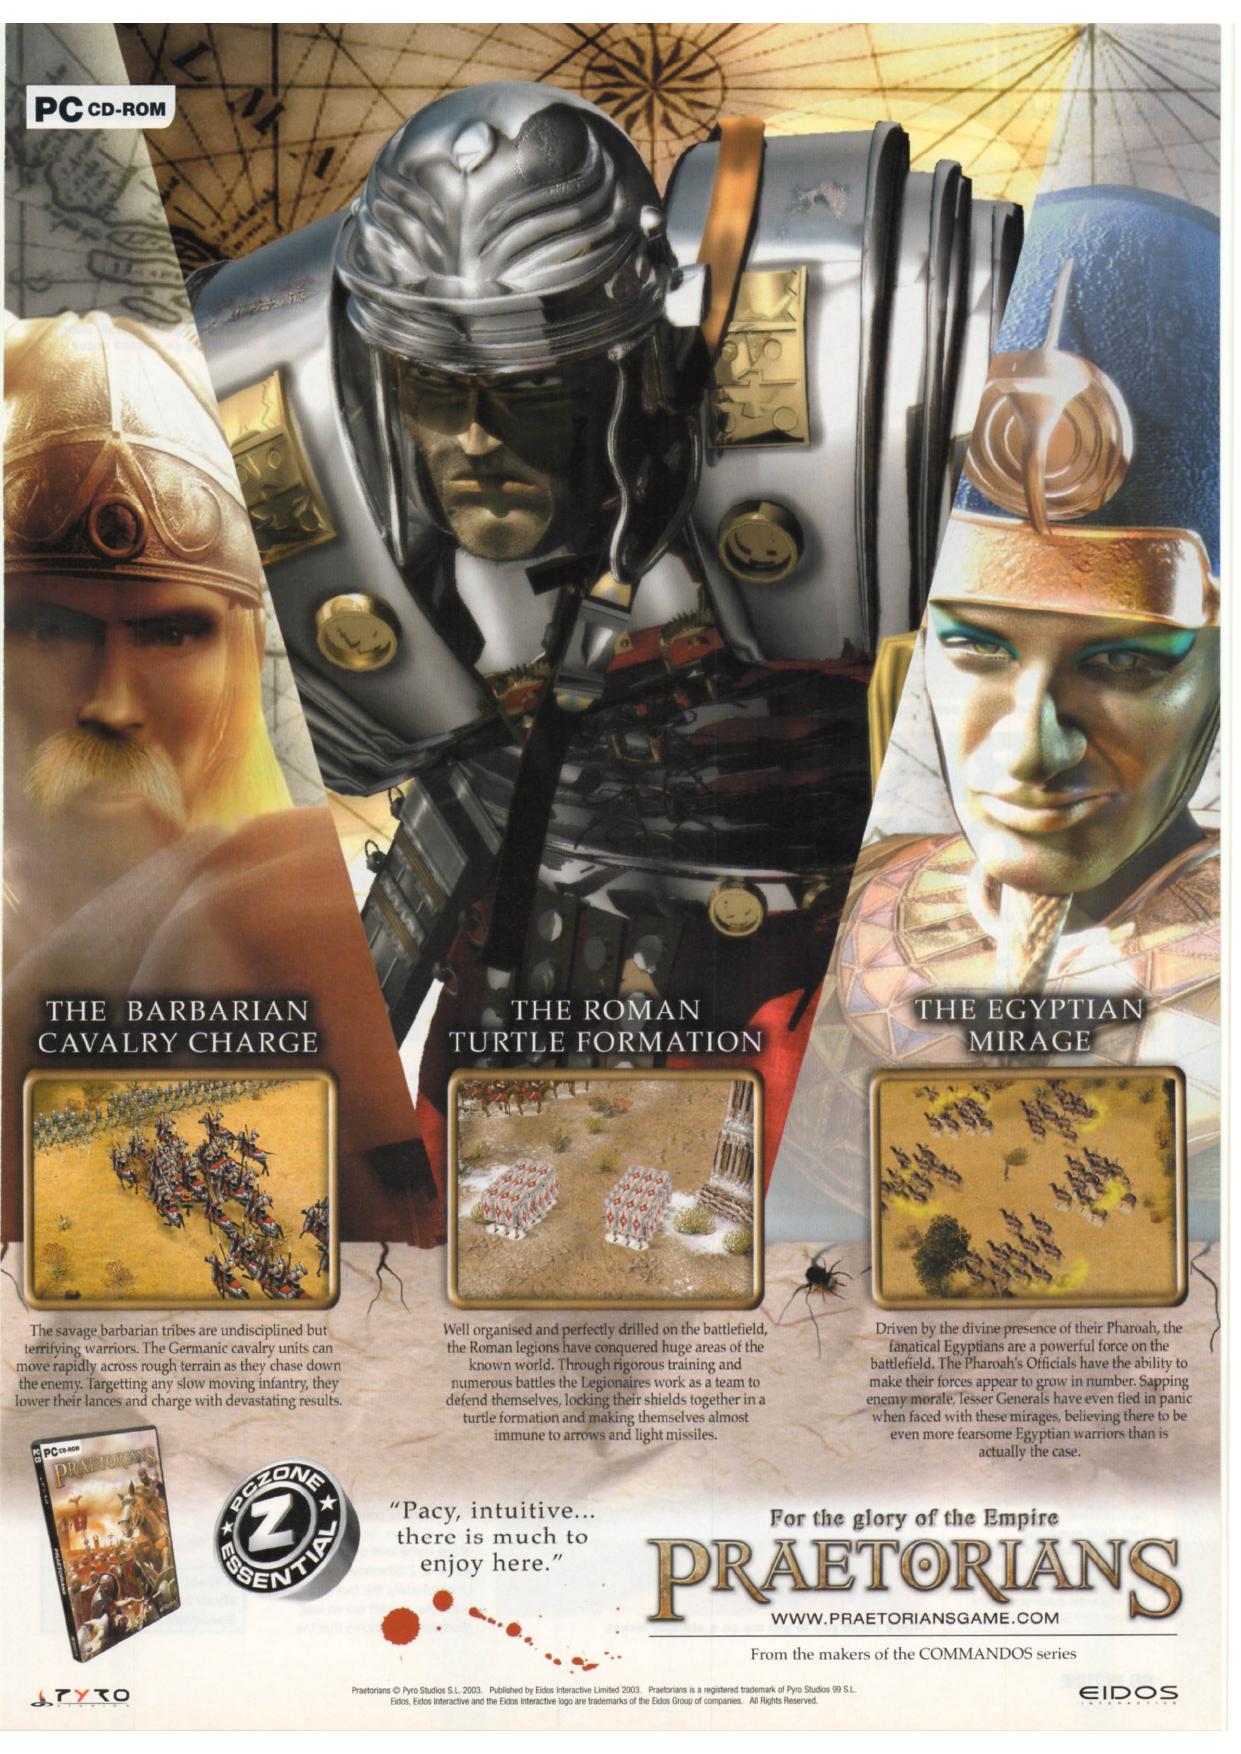 PC CD-ROM
THE BARBARIAN
CAVALRY CHARGE
The savage barbarian tribes are undisciplined but
terrifying warriors. The Germanic cavalry units can
move rapidly across rough terrain as they chase down
the enemy. Targetting any slow moving infantry, they
lower their lances and charge with devastating results.
THE ROMAN
TURTLE FORMATION
Well organised and perfectly drilled on the battlefield,
the Roman legions have conquered huge areas of the
known world. Through rigorous training and
numerous battles the Legionaires work as a team to
defend themselves, locking their shields together in a
turtle formation and making themselves almost
immune to arrows and light missiles.
THE EGYPTIAN
MIRAGE
Driven by the divine presence of their Pharoah, the
fanatical Egyptians are a powerful force on the
battlefield. The Pharoah's Officials have the ability to
make their forces appear to grow in number. Sapping
enemy morale, lesser Generals have even fled in panic
when faced with these mirages, believing there to be
even more fearsome Egyptian warriors than is
actually the case.
PC CD-ROM
PRAETORIANS
PCZONE
Z
ESSENTIAL
"Pacy, intuitive...
there is much to
enjoy here."
For the glory of the Empire
PRAETORIANS
WWW.PRAETORIANSGAME.COM
From the makers of the COMMANDOS series
PYRO
STUDIOS
Praetorians © Pyro Studios S.L. 2003. Published by Eidos Interactive Limited 2003. Praetorians is a registered trademark of Pyro Studios 99 S.L.
Eidos, Eidos Interactive and the Eidos Interactive logo are trademarks of the Eidos Group of companies. All Rights Reserved.
EIDOS
INTERACTIVE